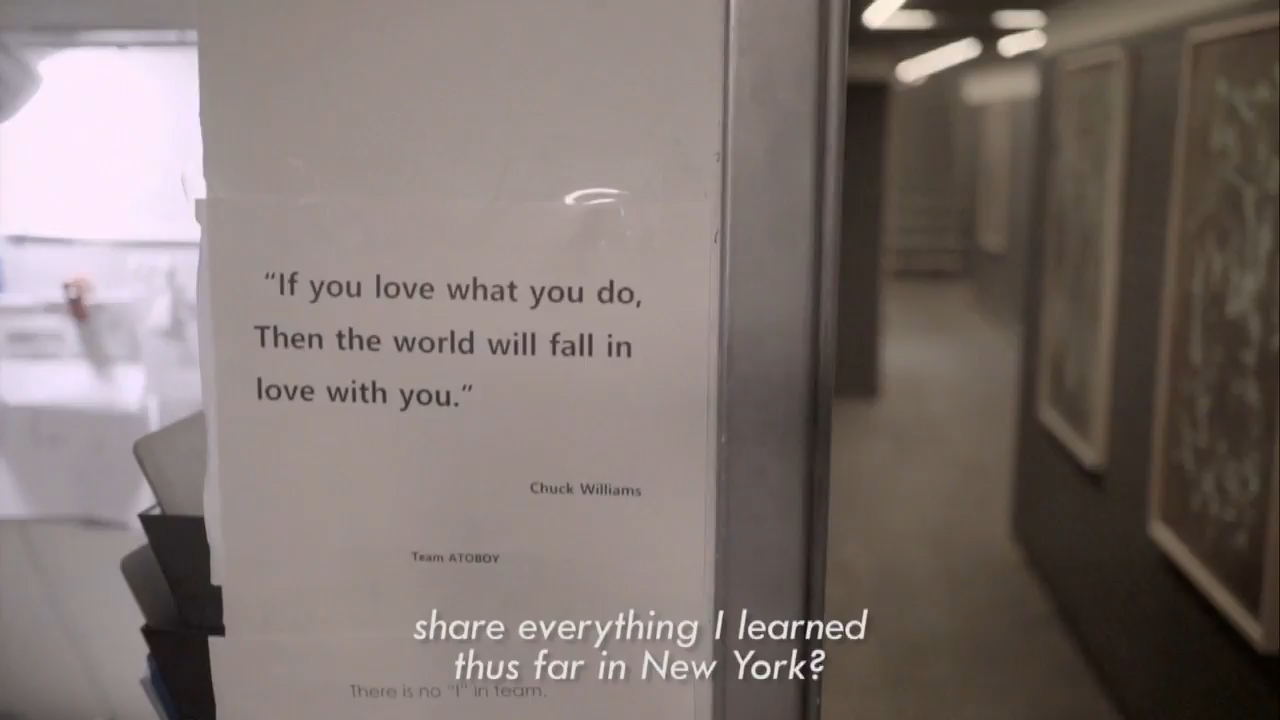 “If you love what you do,
Then the world will fall in
love with you.”
Chuck Williams
Team ATOBOY
share everything I learned
thus far in New York?
There is no "I" in team.